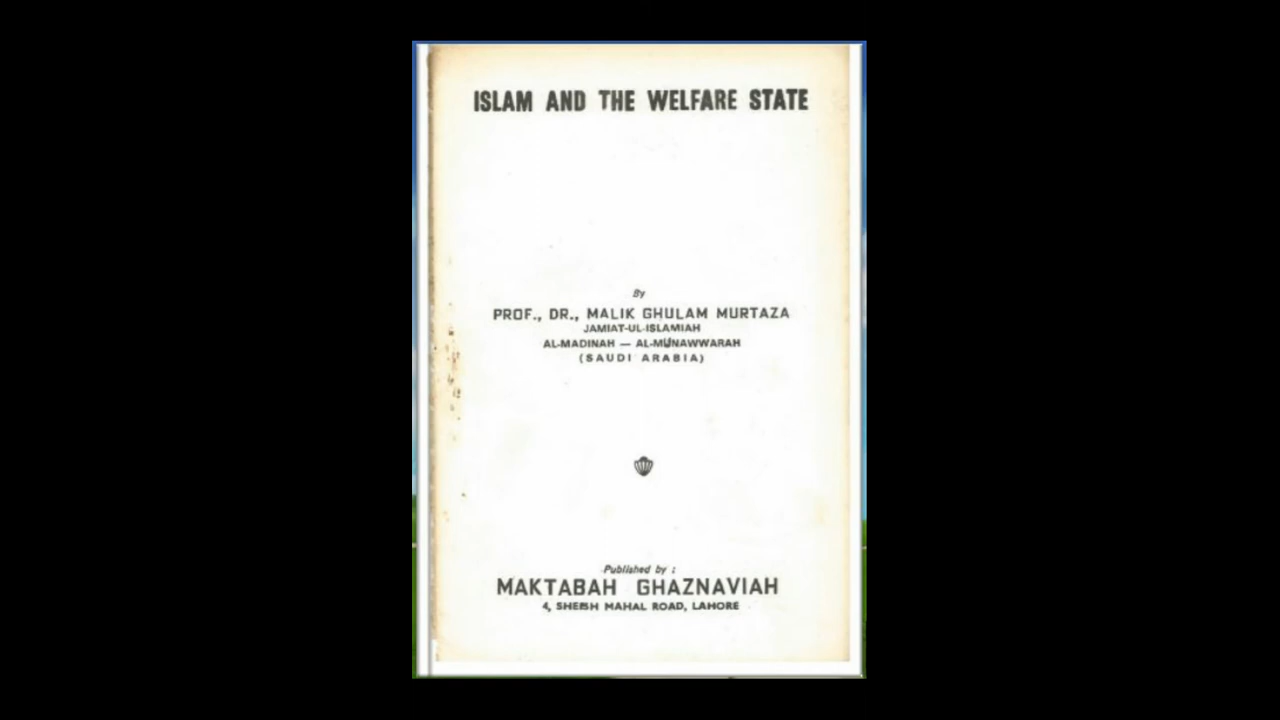 ISLAM AND THE WELFARE STATE
By
PROF., DR., MALIK GHULAM MURTAZA
JAMIAT-UL-ISLAMIAH
AL-MADINAH — AL-MUNAWWARAH
(SAUDI ARABIA)
Published by :
MAKTABAH GHAZNAVIAH
4, SHEESH MAHAL ROAD, LAHORE